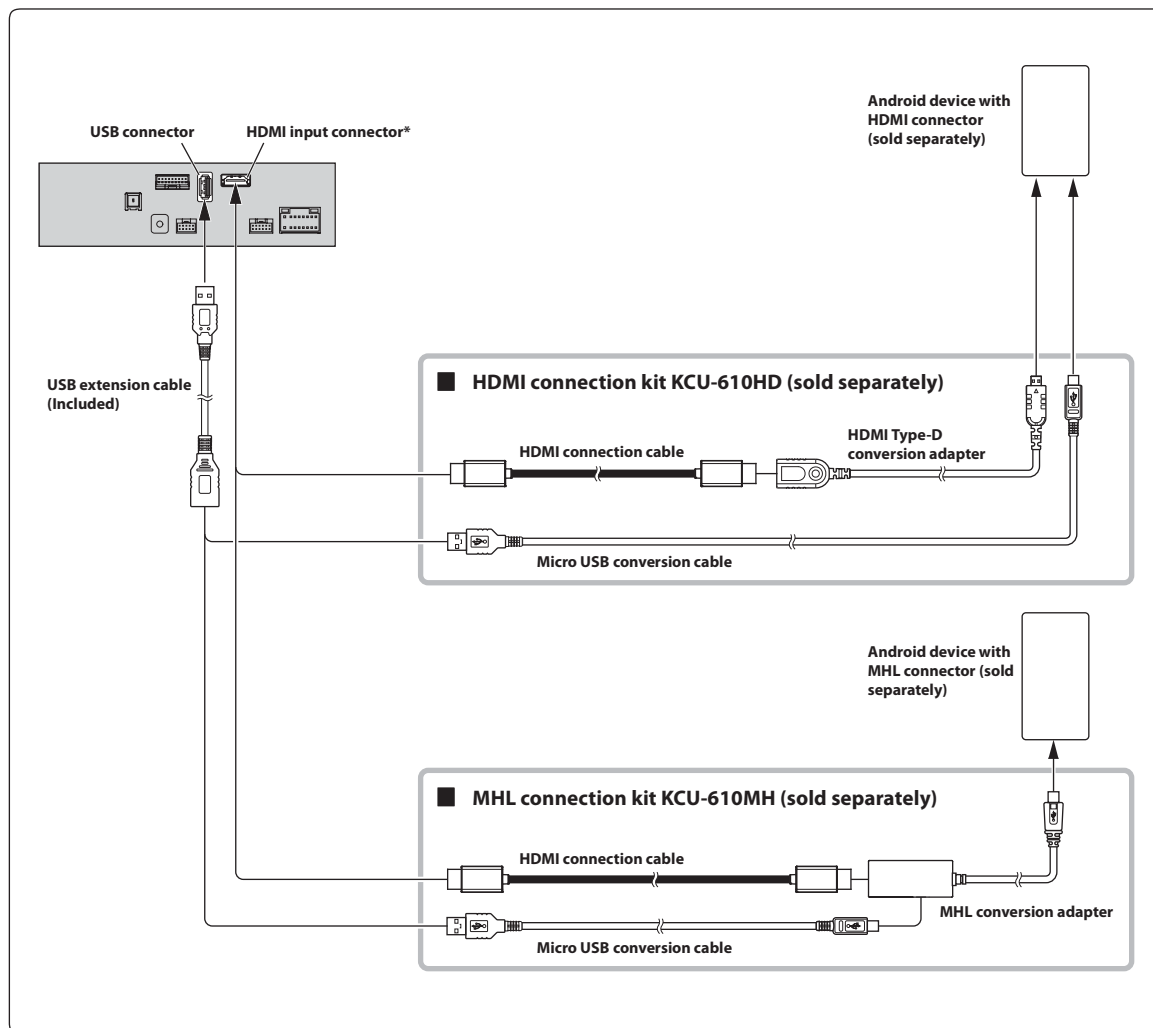 Android device with
HDMI connector
(sold separately)
USB connector
HDMI input connector*
USB extension cable
(Included)
■ HDMI connection kit KCU-610HD (sold separately)
HDMI connection cable
HDMI Type-D
conversion adapter
Micro USB conversion cable
Android device with
MHL connector (sold
separately)
■ MHL connection kit KCU-610MH (sold separately)
HDMI connection cable
MHL conversion adapter
Micro USB conversion cable